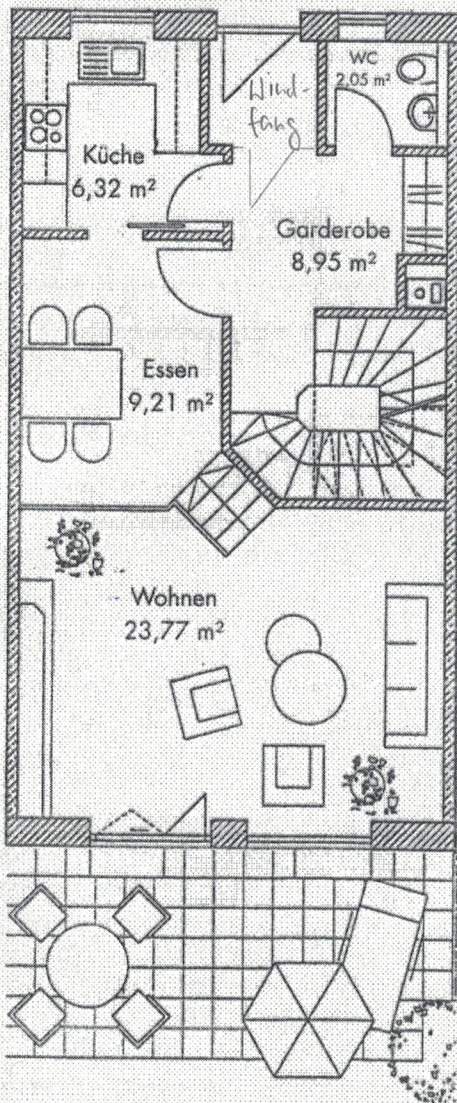 WC
2.05 m²
Wind-
fang
Küche
6,32 m²
Garderobe
8,95 m²
Essen
9,21 m²
Wohnen
23,77 m²